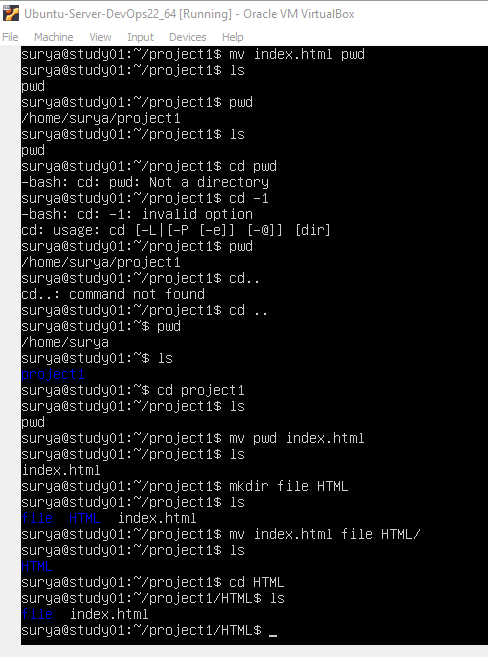 Ubuntu-Server-DevOps22_64 [Running] - Oracle VM VirtualBox
File Machine View Input Devices Help
surya@study01:~/project1$ mv index.html pwd
surya@study01:~/project1$ ls
pwd
surya@study01:~/project1$ pwd
/home/surya/project1
surya@study01:~/project1$ ls
pwd
surya@study01:~/project1$ cd pwd
-bash: cd: pwd: Not a directory
surya@study01:~/project1$ cd -1
-bash: cd: -1: invalid option
cd: usage: cd [-L|[-P [-e]] [-@]] [dir]
surya@study01:~/project1$ pwd
/home/surya/project1
surya@study01:~/project1$ cd..
cd..: command not found
surya@study01:~/project1$ cd ..
surya@study01:~$ pwd
/home/surya
surya@study01:~$ ls
project1
surya@study01:~$ cd project1
surya@study01:~/project1$ ls
pwd
surya@study01:~/project1$ mv pwd index.html
surya@study01:~/project1$ ls
index.html
surya@study01:~/project1$ mkdir file HTML
surya@study01:~/project1$ ls
file HTML index.html
surya@study01:~/project1$ mv index.html file HTML/
surya@study01:~/project1$ ls
HTML
surya@study01:~/project1$ cd HTML
surya@study01:~/project1/HTML$ ls
file index.html
surya@study01:~/project1/HTML$ _